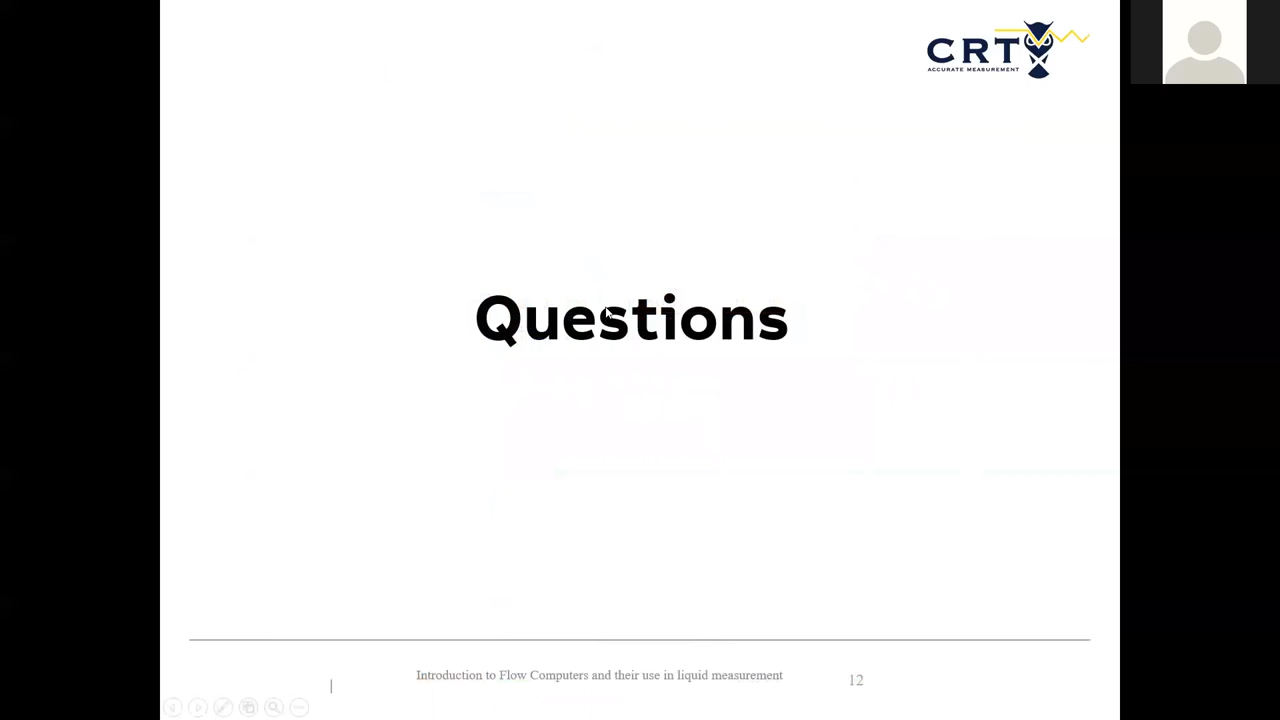 CRT
ACCURATE MEASUREMENT
Questions
Introduction to Flow Computers and their use in liquid measurement
12